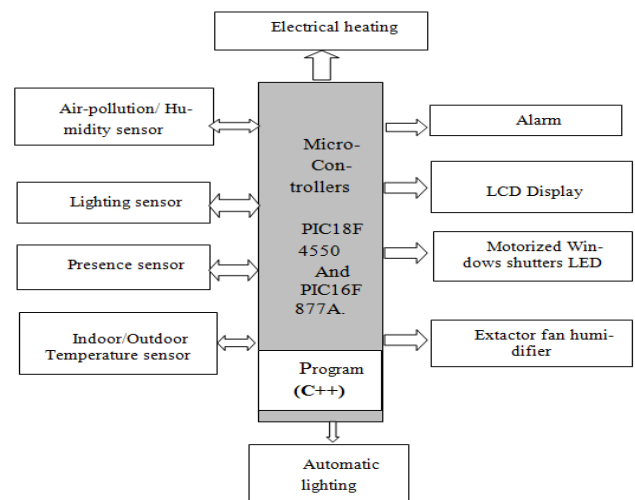 Electrical heating
Air-pollution/ Hu-
midity sensor
Lighting sensor
Presence sensor
Indoor/Outdoor
Temperature sensor
Micro-
Con-
trollers
PIC18F
4550
And
PIC16F
877A.
Program
(C++)
Alarm
LCD Display
Motorized Win-
dows shutters LED
Extactor fan humi-
difier
Automatic
lighting